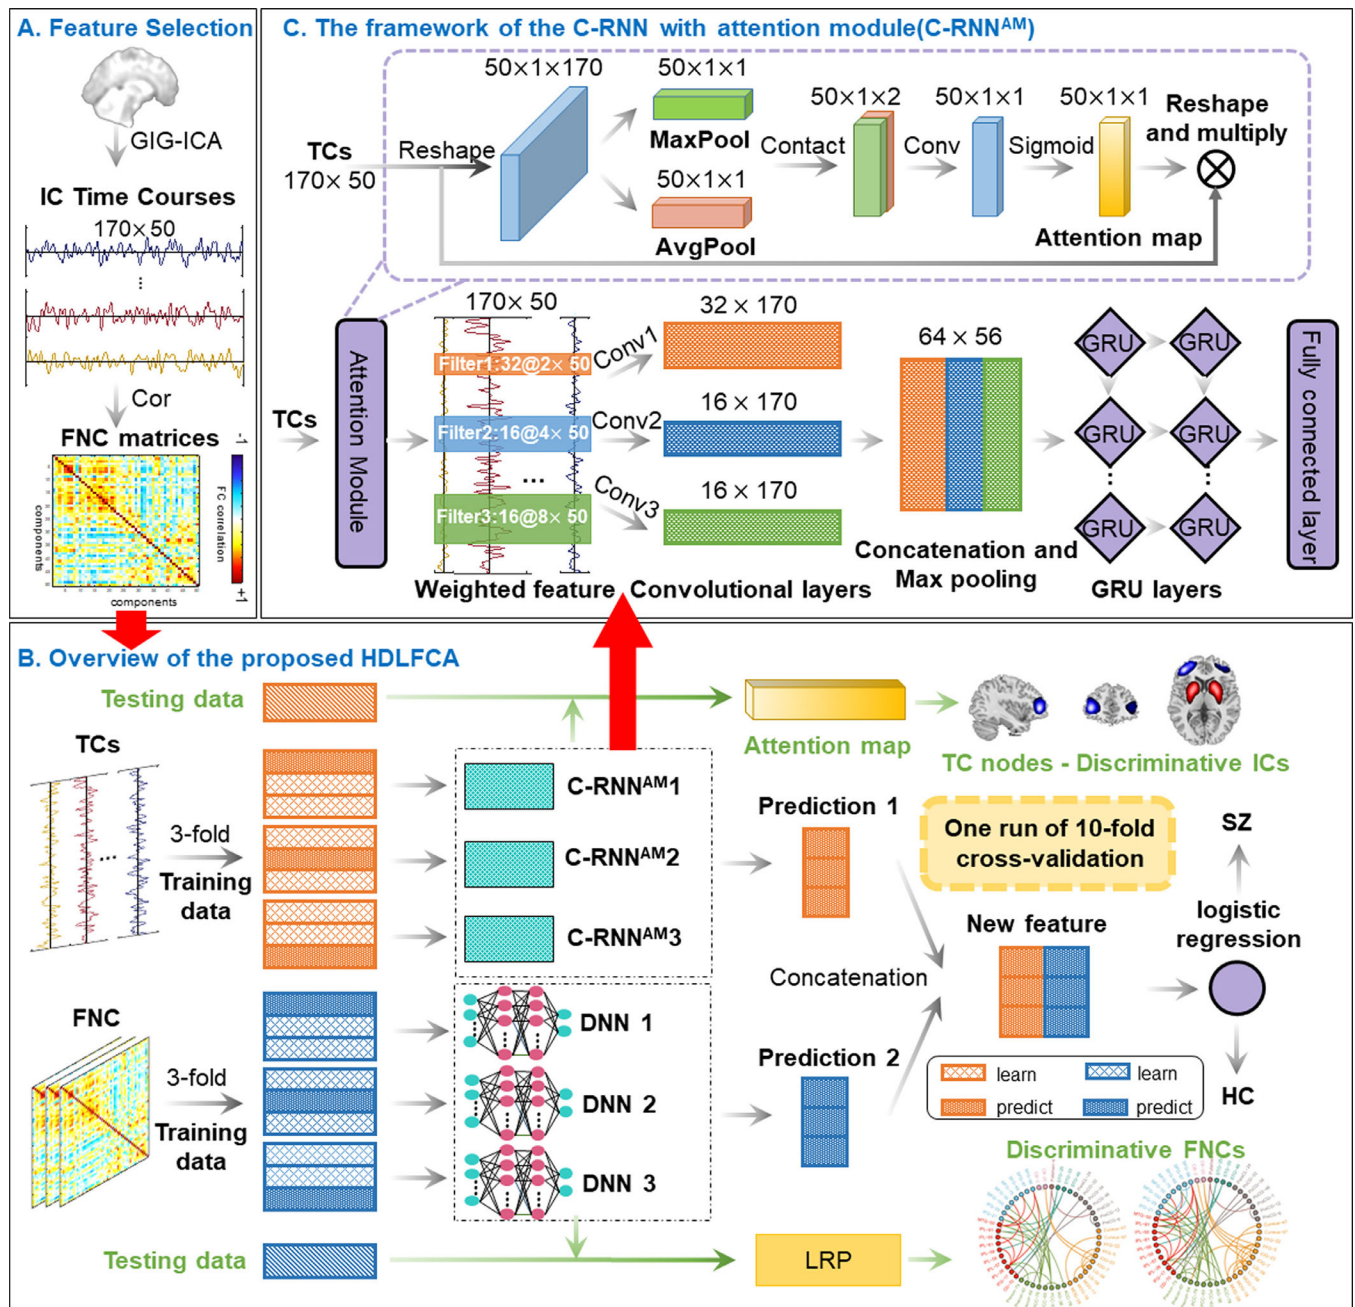 A. Feature Selection
GIG-ICA
IC Time Courses
170× 50
Cor
FNC matrices
-1
FC correlation
+1
components
components
C. The framework of the C-RNN with attention module(C-RNNᴬᴹ)
50×1×170
50×1×1
MaxPool
50×1×1
AvgPool
TCs
170× 50
Reshape
Contact
50×1×2
Conv
50×1×1
Sigmoid
50×1×1
Attention map
Reshape
and multiply
TCs
Attention Module
170× 50
Filter1:32@2× 50
Filter2:16@4× 50
...
Filter3:16@8× 50
Weighted feature
Conv1
Conv2
Conv3
32 × 170
16 × 170
16 × 170
Convolutional layers
64 × 56
Concatenation and
Max pooling
GRU GRU
GRU GRU
GRU GRU
GRU layers
Fully connected layer
B. Overview of the proposed HDLFCA
Testing data
Attention map
TC nodes - Discriminative ICs
TCs
...
3-fold
Training
data
C-RNNᴬᴹ1
C-RNNᴬᴹ2
C-RNNᴬᴹ3
Prediction 1
One run of 10-fold
cross-validation
SZ
logistic
regression
HC
New feature
Concatenation
FNC
3-fold
Training
data
DNN 1
DNN 2
DNN 3
Prediction 2
learn learn
predict predict
Discriminative FNCs
Testing data
LRP